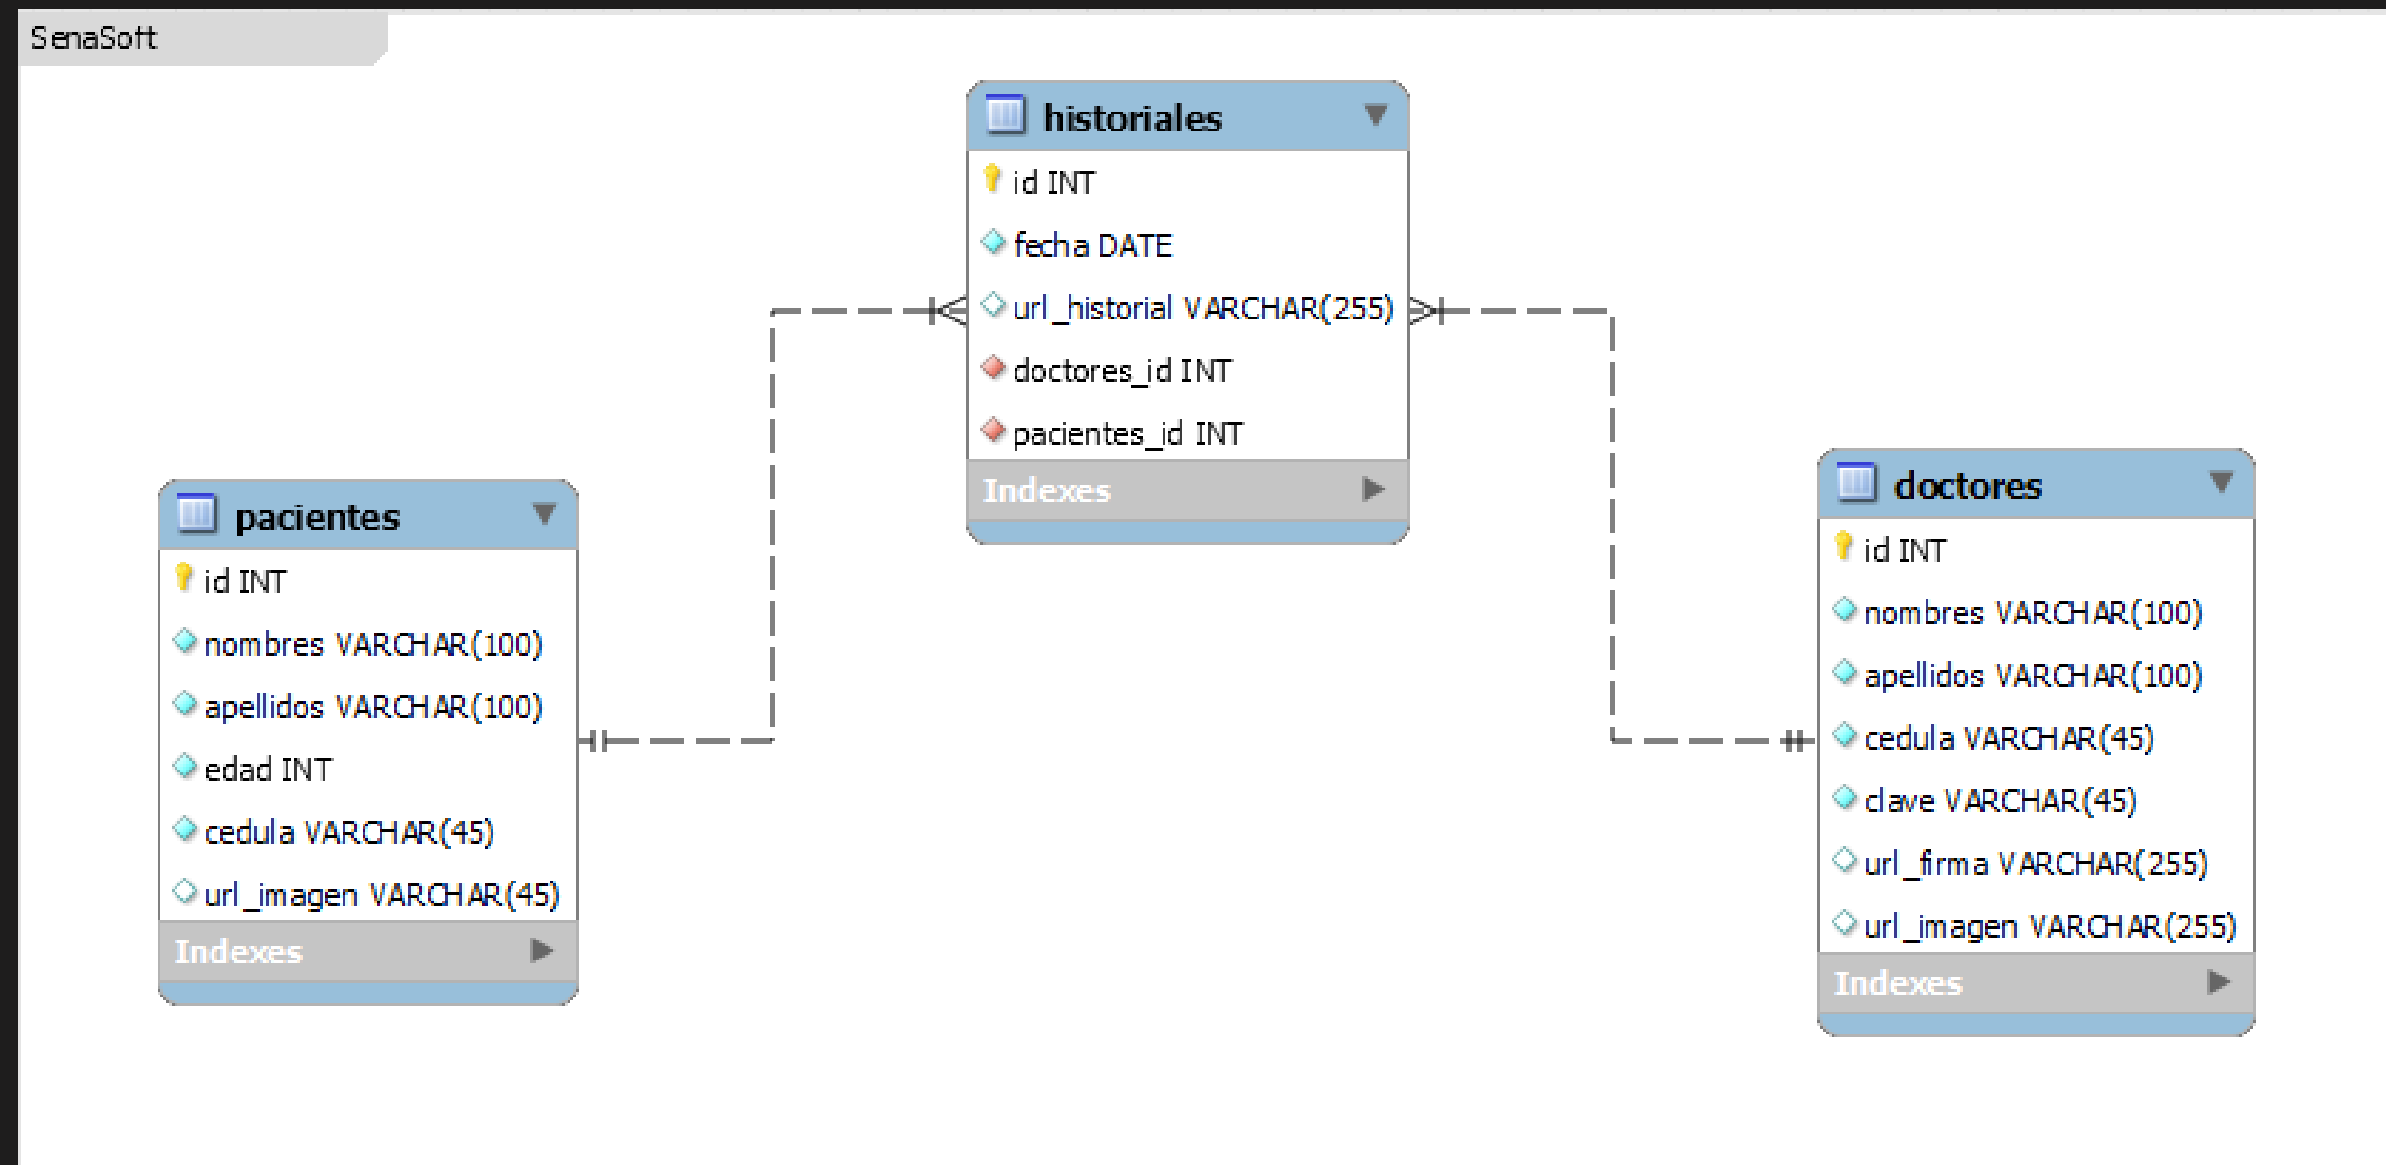 SenaSoft
historiales
id INT
fecha DATE
url_historial VARCHAR(255)
doctores_id INT
pacientes_id INT
Indexes
pacientes
id INT
nombres VARCHAR(100)
apellidos VARCHAR(100)
edad INT
cedula VARCHAR(45)
url_imagen VARCHAR(45)
Indexes
doctores
id INT
nombres VARCHAR(100)
apellidos VARCHAR(100)
cedula VARCHAR(45)
clave VARCHAR(45)
url_firma VARCHAR(255)
url_imagen VARCHAR(255)
Indexes